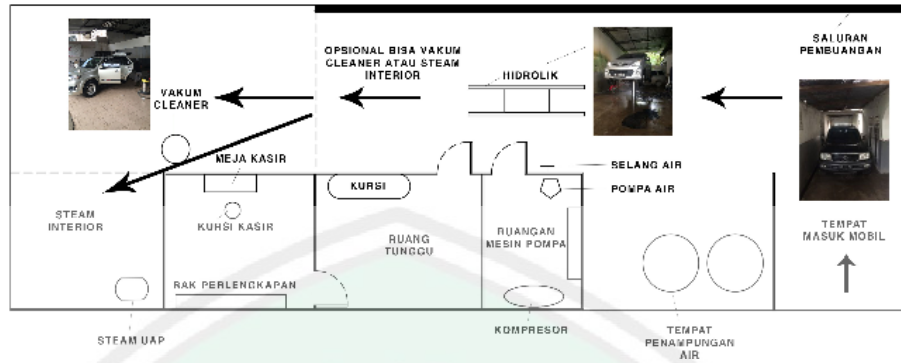 SALURAN
PEMBUANGAN
OPSIONAL BISA VAKUM
CLEANER ATAU STEAM
INTERIOR
HIDROLIK
VAKUM
CLEANER
MEJA KASIR
SELANG AIR
POMPA AIR
KURSI
STEAM
INTERIOR
KURSI KASIR
RUANG
TUNGGU
RUANGAN
MESIN POMPA
TEMPAT
MASUK MOBIL
RAK PERLENGKAPAN
STEAM UAP
KOMPRESOR
TEMPAT
PENAMPUNGAN
AIR